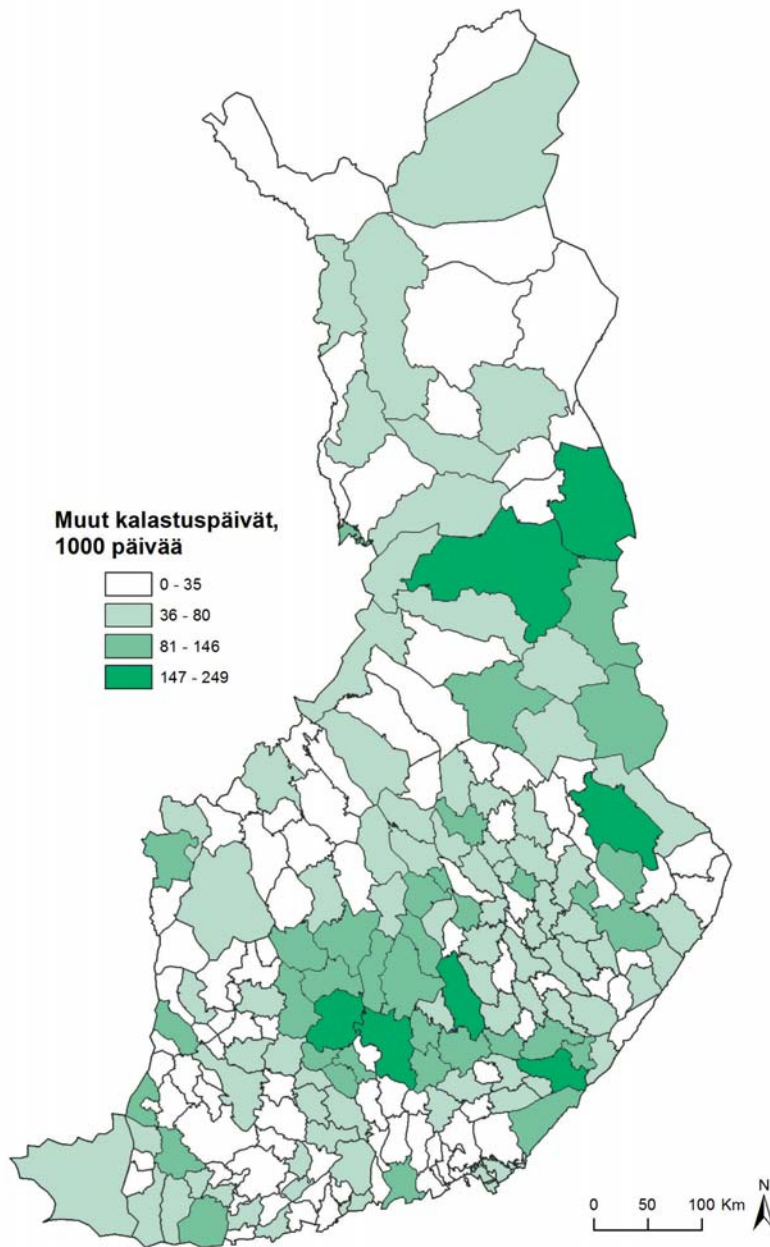 Muut kalastuspäivät,
1000 päivää
0 - 35
36 - 80
81 - 146
147 - 249
0 50 100 Km
N